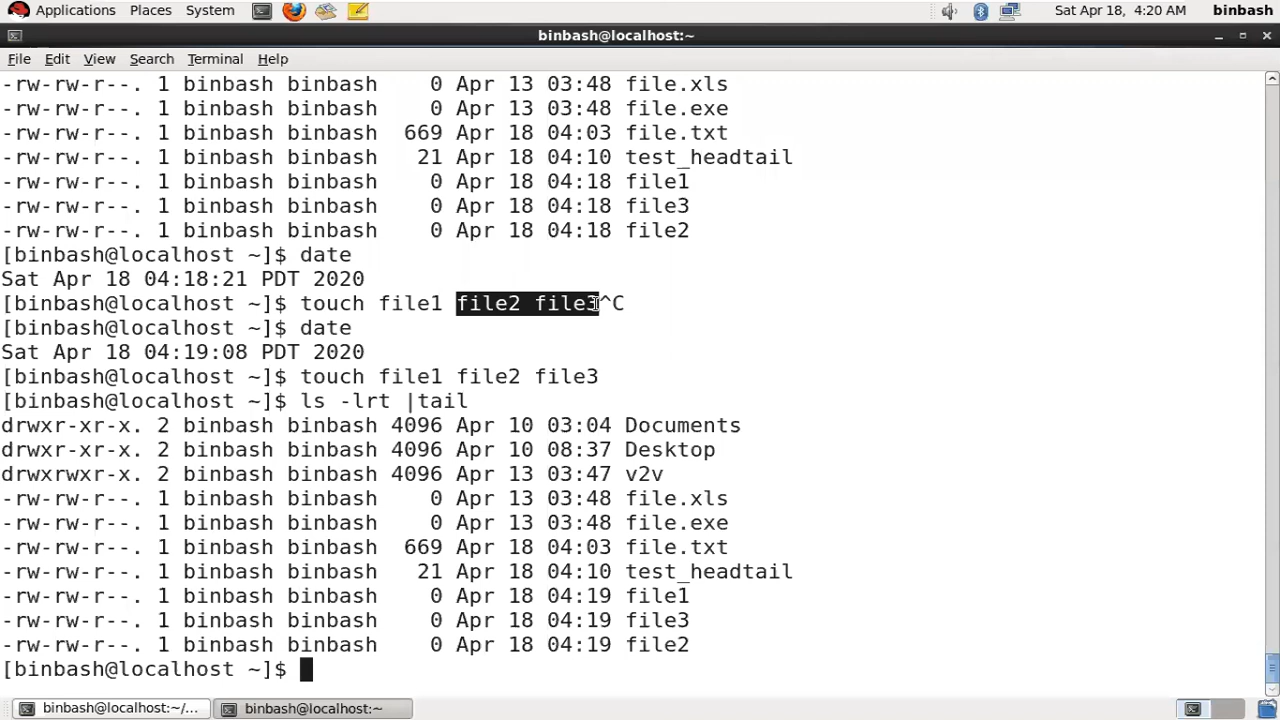 Applications Places System Sat Apr 18, 4:20 AM binbash
binbash@localhost:~
File Edit View Search Terminal Help
-rw-rw-r--. 1 binbash binbash    0 Apr 13 03:48 file.xls
-rw-rw-r--. 1 binbash binbash    0 Apr 13 03:48 file.exe
-rw-rw-r--. 1 binbash binbash  669 Apr 18 04:03 file.txt
-rw-rw-r--. 1 binbash binbash   21 Apr 18 04:10 test_headtail
-rw-rw-r--. 1 binbash binbash    0 Apr 18 04:18 file1
-rw-rw-r--. 1 binbash binbash    0 Apr 18 04:18 file3
-rw-rw-r--. 1 binbash binbash    0 Apr 18 04:18 file2
[binbash@localhost ~]$ date
Sat Apr 18 04:18:21 PDT 2020
[binbash@localhost ~]$ touch file1 file2 file3^C
[binbash@localhost ~]$ date
Sat Apr 18 04:19:08 PDT 2020
[binbash@localhost ~]$ touch file1 file2 file3
[binbash@localhost ~]$ ls -lrt |tail
drwxr-xr-x. 2 binbash binbash 4096 Apr 10 03:04 Documents
drwxr-xr-x. 2 binbash binbash 4096 Apr 10 08:37 Desktop
drwxrwxr-x. 2 binbash binbash 4096 Apr 13 03:47 v2v
-rw-rw-r--. 1 binbash binbash    0 Apr 13 03:48 file.xls
-rw-rw-r--. 1 binbash binbash    0 Apr 13 03:48 file.exe
-rw-rw-r--. 1 binbash binbash  669 Apr 18 04:03 file.txt
-rw-rw-r--. 1 binbash binbash   21 Apr 18 04:10 test_headtail
-rw-rw-r--. 1 binbash binbash    0 Apr 18 04:19 file1
-rw-rw-r--. 1 binbash binbash    0 Apr 18 04:19 file3
-rw-rw-r--. 1 binbash binbash    0 Apr 18 04:19 file2
[binbash@localhost ~]$
binbash@localhost:~/... binbash@localhost:~